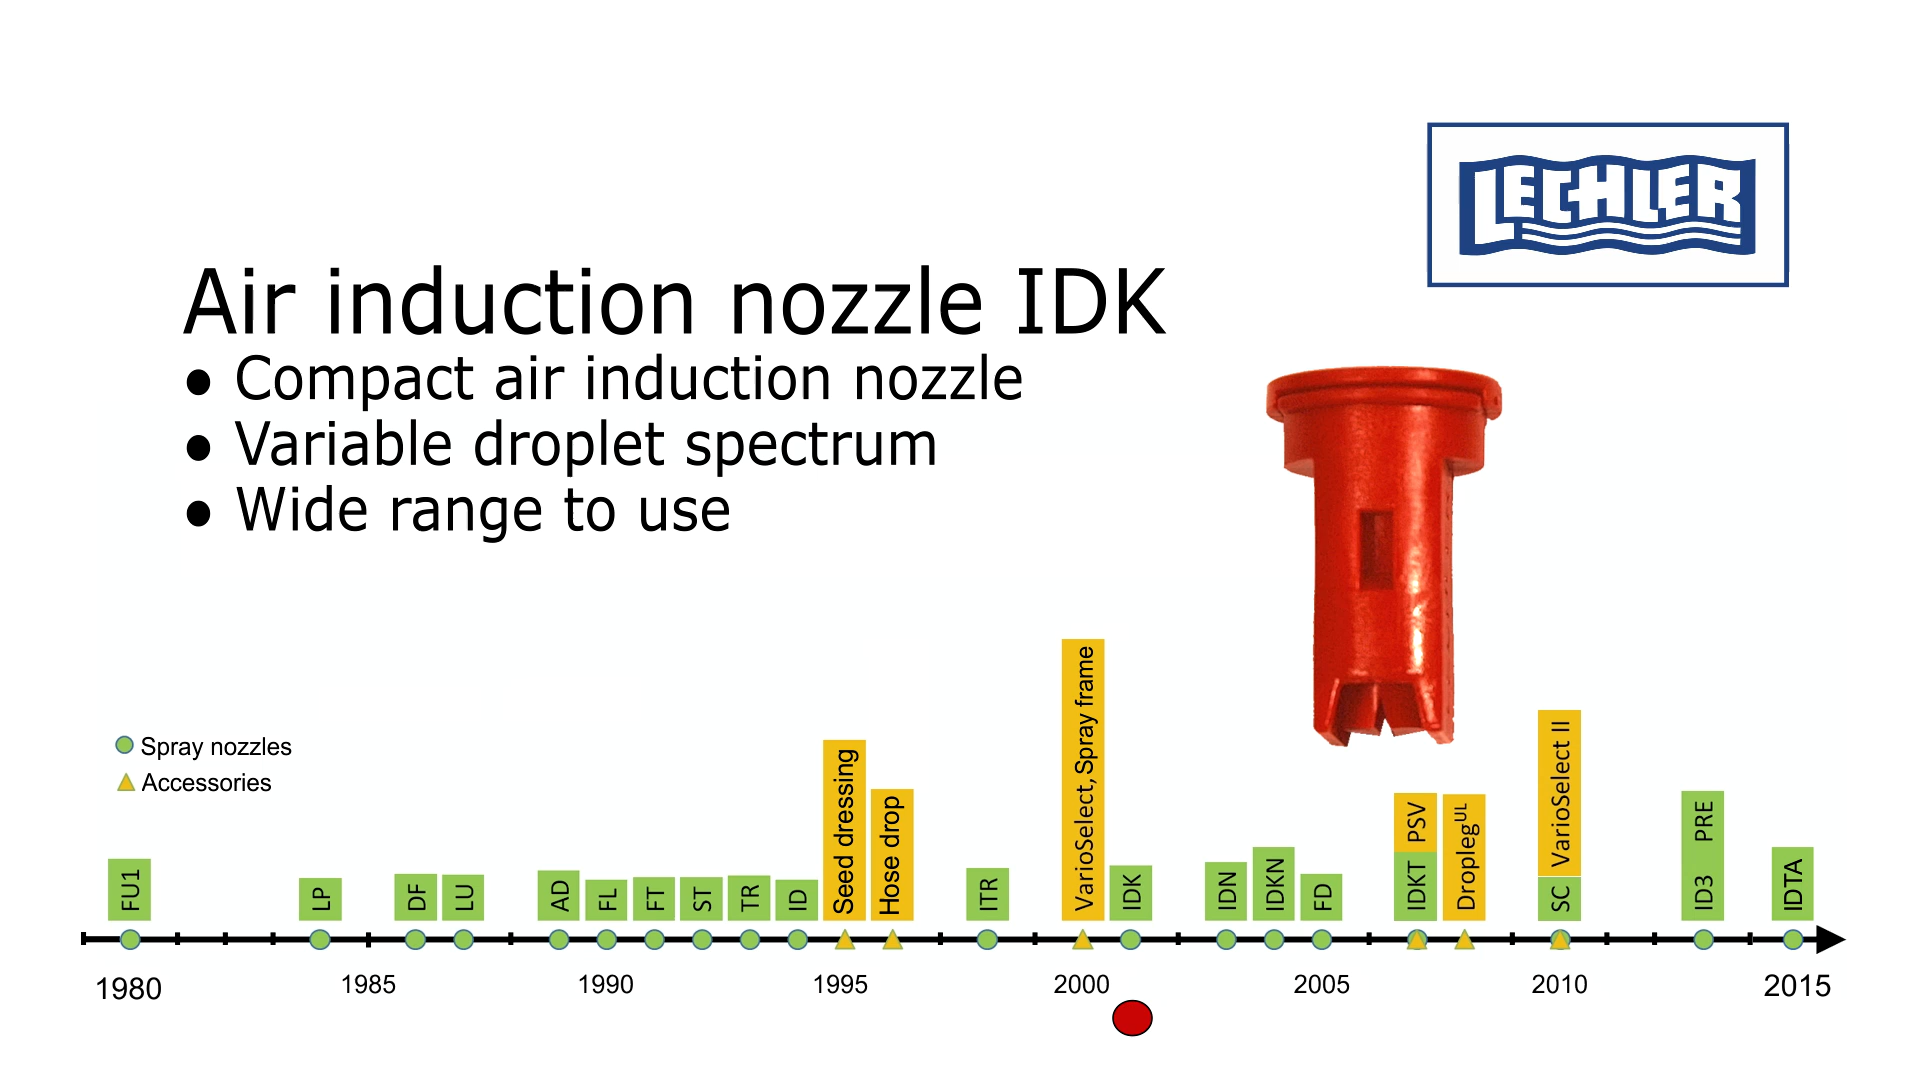 LECHLER
Air induction nozzle IDK
● Compact air induction nozzle
● Variable droplet spectrum
● Wide range to use
Spray nozzles
Accessories
FU1
LP
DF
LU
AD
FL
FT
ST
TR
ID
Seed dressing
Hose drop
ITR
VarioSelect, Spray frame
IDK
IDN
IDKN
FD
IDKT PSV
Dropleg UL
SC VarioSelect II
ID3 PRE
IDTA
1980 1985 1990 1995 2000 2005 2010 2015